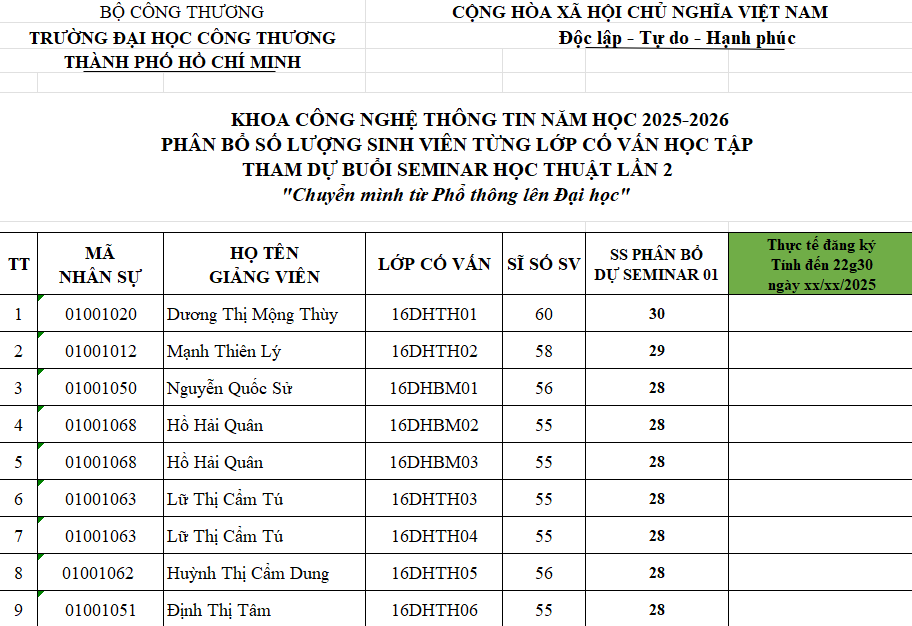 BỘ CÔNG THƯƠNG
CỘNG HÒA XÃ HỘI CHỦ NGHĨA VIỆT NAM
TRƯỜNG ĐẠI HỌC CÔNG THƯƠNG
Độc lập - Tự do - Hạnh phúc
THÀNH PHỐ HỒ CHÍ MINH
KHOA CÔNG NGHỆ THÔNG TIN NĂM HỌC 2025-2026
PHÂN BỔ SỐ LƯỢNG SINH VIÊN TỪNG LỚP CỐ VẤN HỌC TẬP
THAM DỰ BUỔI SEMINAR HỌC THUẬT LẦN 2
"Chuyển mình từ Phổ thông lên Đại học"
TT
MÃ
NHÂN SỰ
HỌ TÊN
GIẢNG VIÊN
LỚP CỐ VẤN
SĨ SỐ SV
SS PHÂN BỔ
DỰ SEMINAR 01
Thực tế đăng ký
Tính đến 22g30
ngày xx/xx/2025
1 01001020 Dương Thị Mộng Thùy 16DHTH01 60 30
2 01001012 Mạnh Thiên Lý 16DHTH02 58 29
3 01001050 Nguyễn Quốc Sử 16DHBM01 56 28
4 01001068 Hồ Hải Quân 16DHBM02 55 28
5 01001068 Hồ Hải Quân 16DHBM03 55 28
6 01001063 Lữ Thị Cẩm Tú 16DHTH03 55 28
7 01001063 Lữ Thị Cẩm Tú 16DHTH04 55 28
8 01001062 Huỳnh Thị Cẩm Dung 16DHTH05 56 28
9 01001051 Định Thị Tâm 16DHTH06 55 28